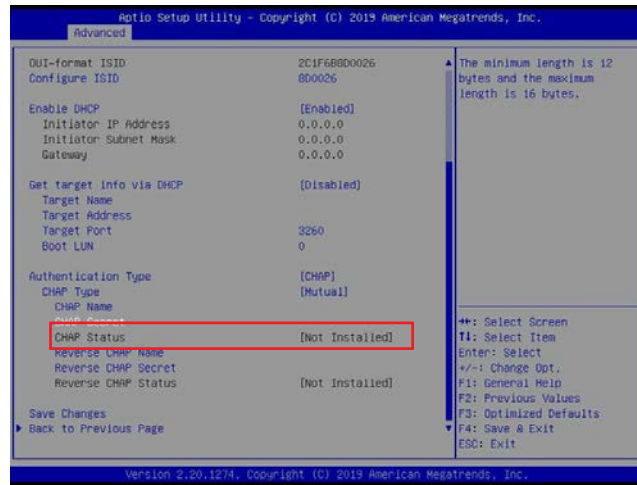 Aptio Setup Utility - Copyright (C) 2019 American Megatrends, Inc.
Advanced
OUI-format ISID 2C1F6B8D0026
Configure ISID 8D0026
Enable DHCP [Enabled]
Initiator IP Address 0.0.0.0
Initiator Subnet Mask 0.0.0.0
Gateway 0.0.0.0
Get target info via DHCP [Disabled]
Target Name
Target Address
Target Port 3260
Boot LUN 0
Authentication Type [CHAP]
CHAP Type [Mutual]
CHAP Name
CHAP Secret
CHAP Status [Not Installed]
Reverse CHAP Name
Reverse CHAP Secret
Reverse CHAP Status [Not Installed]
Save Changes
Back to Previous Page
The minimum length is 12
bytes and the maximum
length is 16 bytes.
→←: Select Screen
↑↓: Select Item
Enter: Select
+/-: Change Opt.
F1: General Help
F2: Previous Values
F3: Optimized Defaults
F4: Save & Exit
ESC: Exit
Version 2.20.1274. Copyright (C) 2019 American Megatrends, Inc.